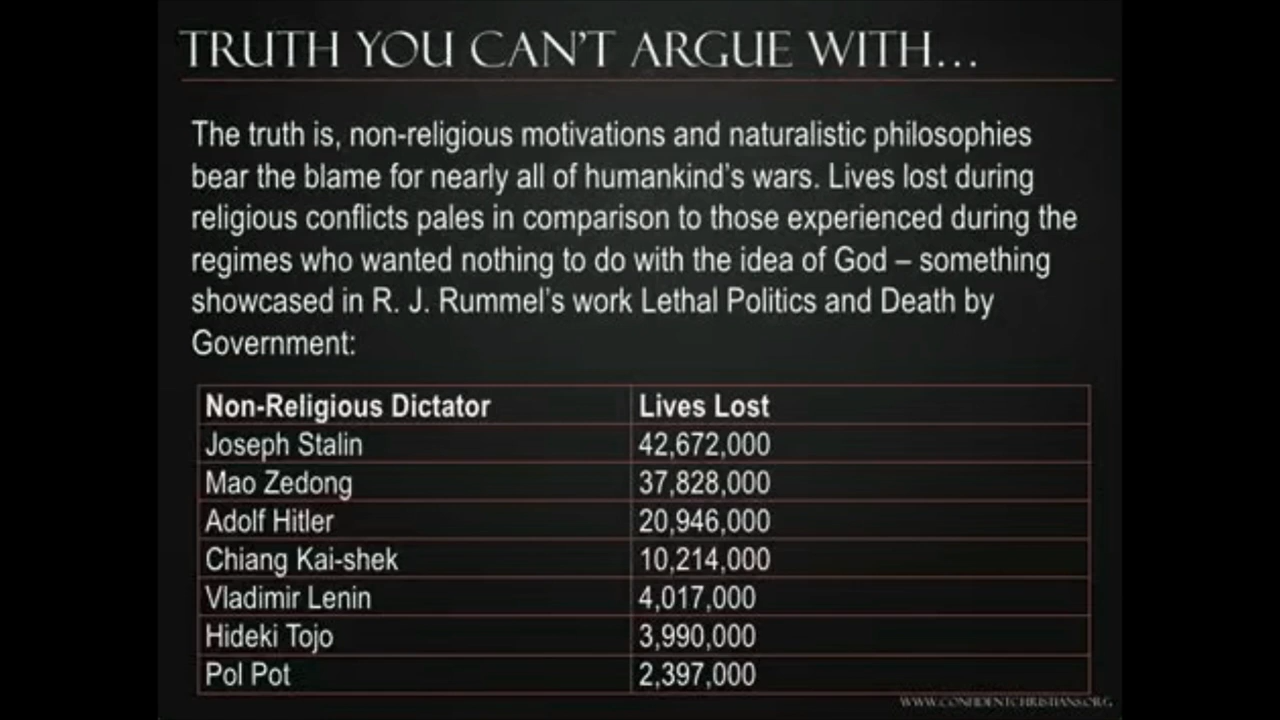 TRUTH YOU CAN'T ARGUE WITH…
The truth is, non-religious motivations and naturalistic philosophies
bear the blame for nearly all of humankind's wars. Lives lost during
religious conflicts pales in comparison to those experienced during the
regimes who wanted nothing to do with the idea of God – something
showcased in R. J. Rummel's work Lethal Politics and Death by
Government:
Non-Religious Dictator Lives Lost
Joseph Stalin 42,672,000
Mao Zedong 37,828,000
Adolf Hitler 20,946,000
Chiang Kai-shek 10,214,000
Vladimir Lenin 4,017,000
Hideki Tojo 3,990,000
Pol Pot 2,397,000
WWW.CONFIDENTCHRISTIANS.ORG